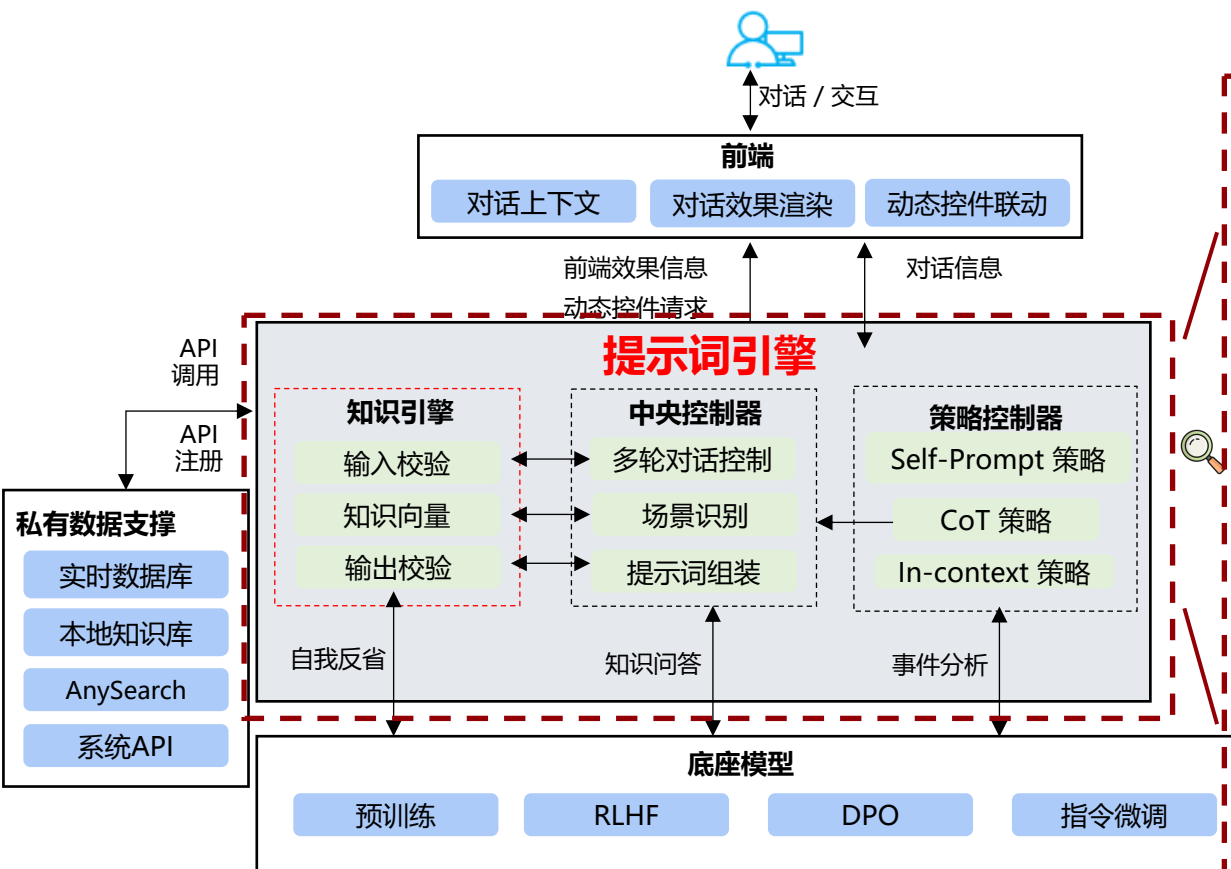 对话 / 交互
前端
对话上下文
对话效果渲染
动态控件联动
前端效果信息
动态控件请求
对话信息
提示词引擎
API
调用
API
注册
知识引擎
输入校验
知识向量
输出校验
中央控制器
多轮对话控制
场景识别
提示词组装
策略控制器
Self-Prompt 策略
CoT 策略
In-context 策略
私有数据支撑
实时数据库
本地知识库
AnySearch
系统API
自我反省
知识问答
事件分析
底座模型
预训练
RLHF
DPO
指令微调